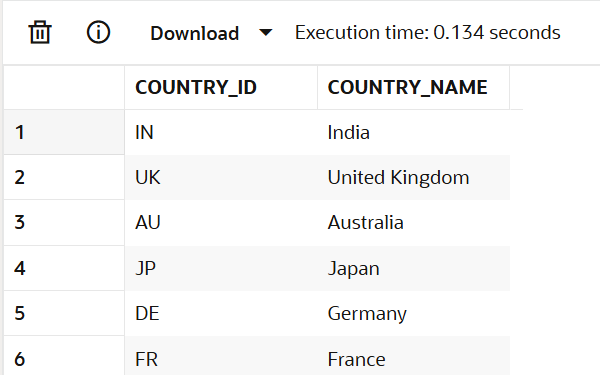 Download Execution time: 0.134 seconds
COUNTRY_ID COUNTRY_NAME
1 IN India
2 UK United Kingdom
3 AU Australia
4 JP Japan
5 DE Germany
6 FR France